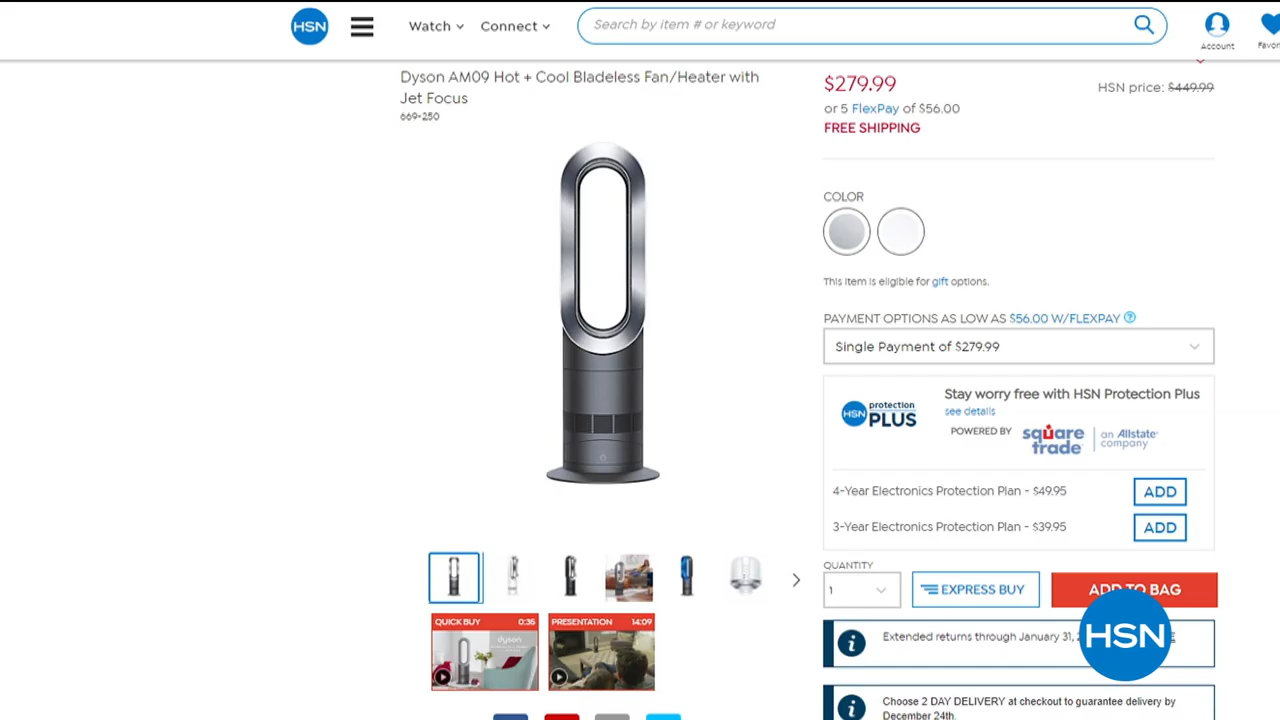 HSN
Watch
Connect
Search by item # or keyword
Account
Dyson AM09 Hot + Cool Bladeless Fan/Heater with
Jet Focus
669-250
$279.99
HSN price: $449.99
or 5 FlexPay of $56.00
FREE SHIPPING
COLOR
This item is eligible for gift options.
PAYMENT OPTIONS AS LOW AS $56.00 W/FLEXPAY ?
Single Payment of $279.99
HSN protection PLUS
Stay worry free with HSN Protection Plus
see details
POWERED BY
square trade
an Allstate company
4-Year Electronics Protection Plan - $49.95
ADD
3-Year Electronics Protection Plan - $39.95
ADD
QUANTITY
1
EXPRESS BUY
ADD TO BAG
QUICK BUY 0:35
dyson
PRESENTATION 14:09
Extended returns through January 31,
HSN
Choose 2 DAY DELIVERY at checkout to guarantee delivery by
December 24th.